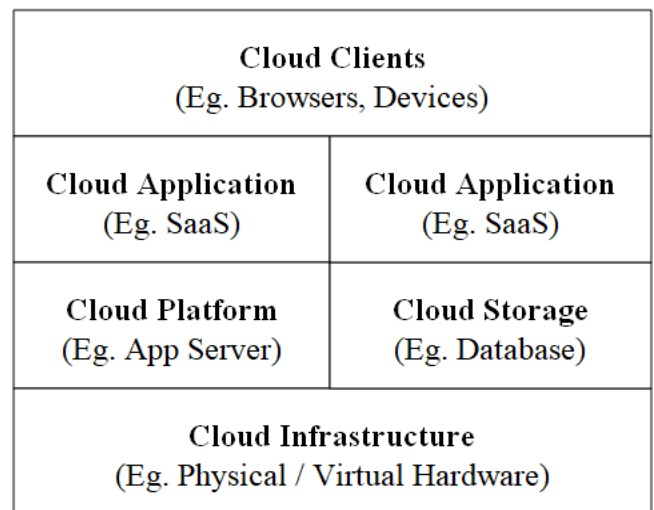 Cloud Clients
(Eg. Browsers, Devices)
Cloud Application
(Eg. SaaS)
Cloud Application
(Eg. SaaS)
Cloud Platform
(Eg. App Server)
Cloud Storage
(Eg. Database)
Cloud Infrastructure
(Eg. Physical / Virtual Hardware)